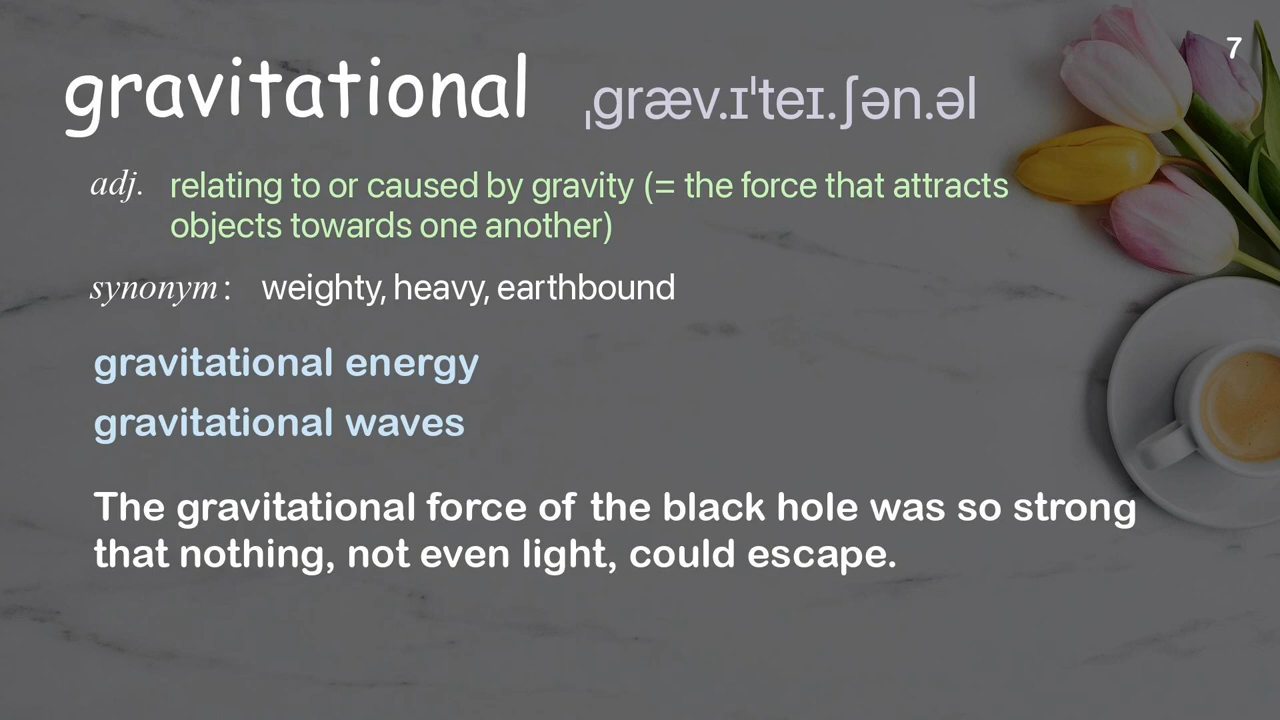 7
gravitational ˌɡræv.ɪˈteɪ.ʃən.əl
adj. relating to or caused by gravity (= the force that attracts
objects towards one another)
synonym: weighty, heavy, earthbound
gravitational energy
gravitational waves
The gravitational force of the black hole was so strong
that nothing, not even light, could escape.